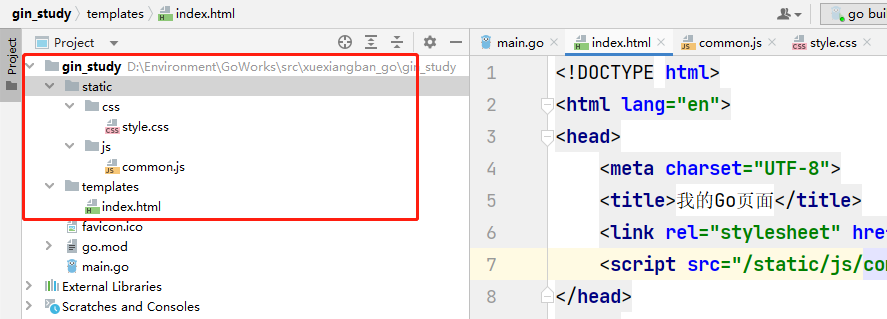 gin_study templates index.html go bui
Project
Project
main.go index.html common.js style.css
gin_study D:\Environment\GoWorks\src\xuexiangban_go\gin_study
static
css
style.css
js
common.js
templates
index.html
favicon.ico
go.mod
main.go
External Libraries
Scratches and Consoles
1 <!DOCTYPE html>
2 <html lang="en">
3 <head>
4 <meta charset="UTF-8">
5 <title>我的Go页面</title>
6 <link rel="stylesheet" hre
7 <script src="/static/js/co
8 </head>